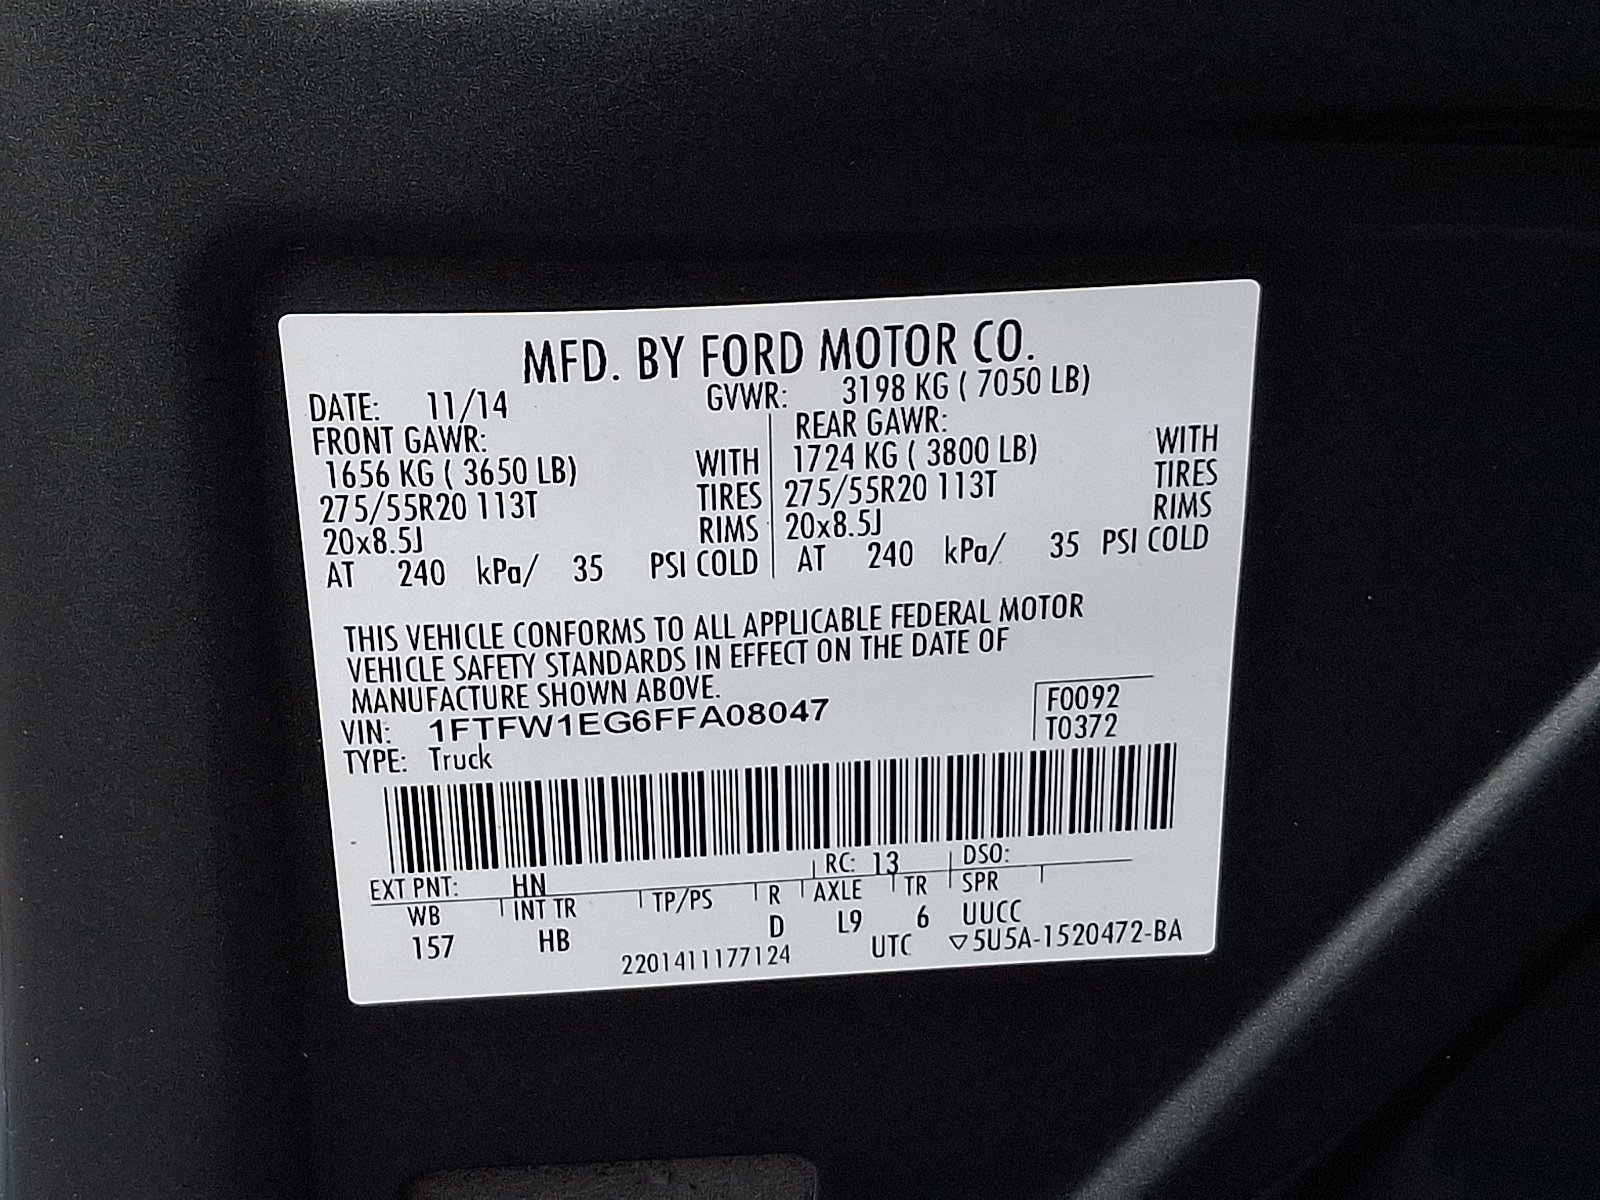 MFD. BY FORD MOTOR CO.
DATE: 11/14 GVWR: 3198 KG ( 7050 LB)
FRONT GAWR: REAR GAWR:
1656 KG ( 3650 LB) WITH 1724 KG ( 3800 LB) WITH
275/55R20 113T TIRES 275/55R20 113T TIRES
20x8.5J RIMS 20x8.5J RIMS
AT 240 kPa/ 35 PSI COLD AT 240 kPa/ 35 PSI COLD
THIS VEHICLE CONFORMS TO ALL APPLICABLE FEDERAL MOTOR
VEHICLE SAFETY STANDARDS IN EFFECT ON THE DATE OF
MANUFACTURE SHOWN ABOVE.
VIN: 1FTFW1EG6FFA08047 F0092
TYPE: Truck T0372
EXT PNT: HN RC: 13 DSO:
WB INT TR TP/PS R AXLE TR SPR
157 HB D L9 6 UUCC
2201411177124 UTC ▽5U5A-1520472-BA